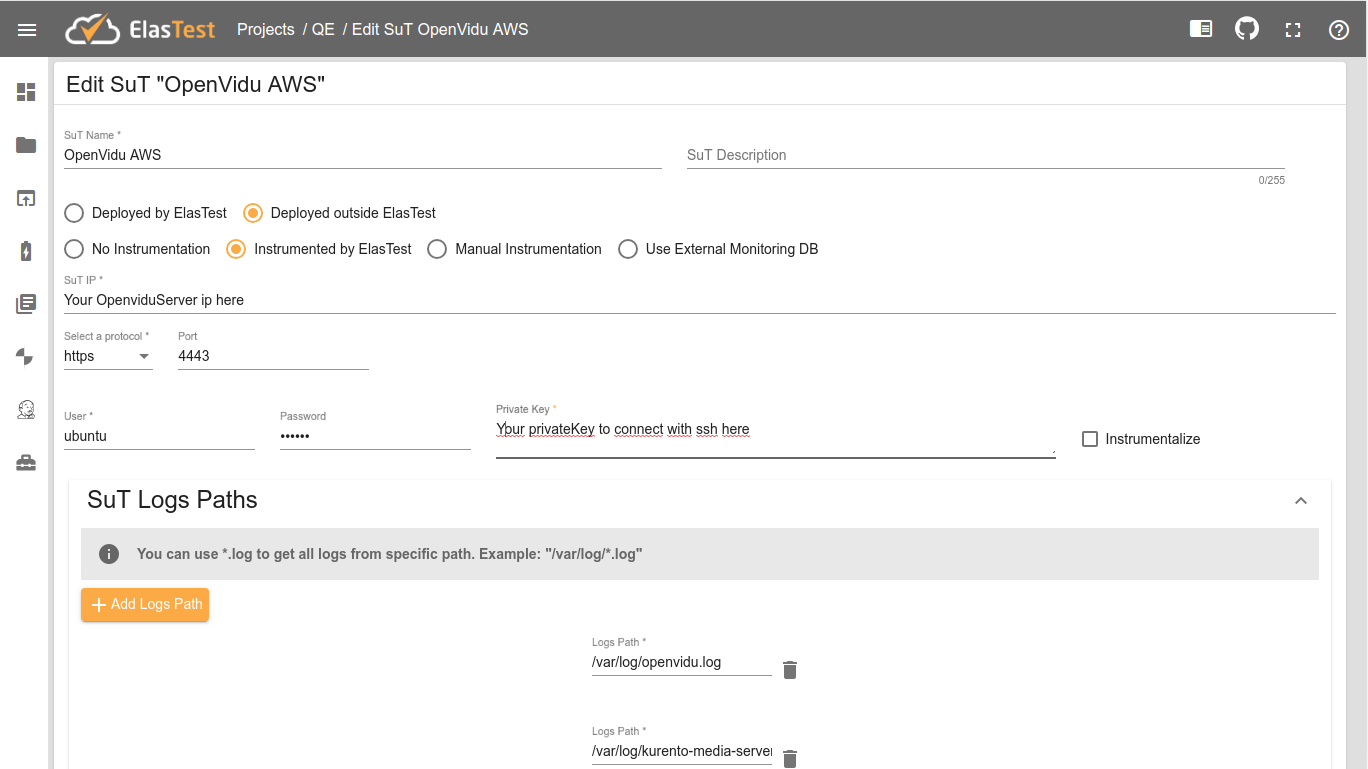 ElasTest Projects / QE / Edit SuT OpenVidu AWS
Edit SuT "OpenVidu AWS"
SuT Name *
OpenVidu AWS
SuT Description
0/255
Deployed by ElasTest Deployed outside ElasTest
No Instrumentation Instrumented by ElasTest Manual Instrumentation Use External Monitoring DB
SuT IP *
Your OpenviduServer ip here
Select a protocol * Port
https 4443
User * Password Private Key *
ubuntu •••••• Your privateKey to connect with ssh here Instrumentalize
SuT Logs Paths
You can use *.log to get all logs from specific path. Example: "/var/log/*.log"
Add Logs Path
Logs Path *
/var/log/openvidu.log
Logs Path *
/var/log/kurento-media-server